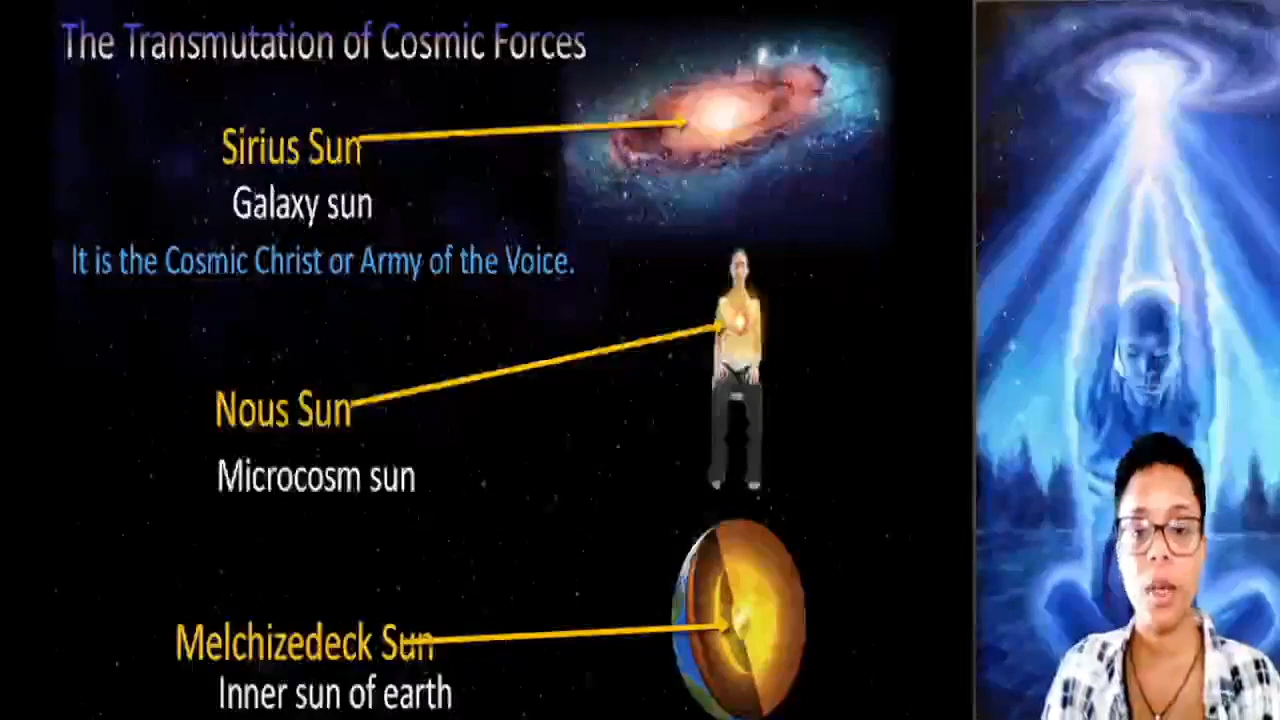 The Transmutation of Cosmic Forces
Sirius Sun
Galaxy sun
It is the Cosmic Christ or Army of the Voice.
Nous Sun
Microcosm sun
Melchizedeck Sun
Inner sun of earth